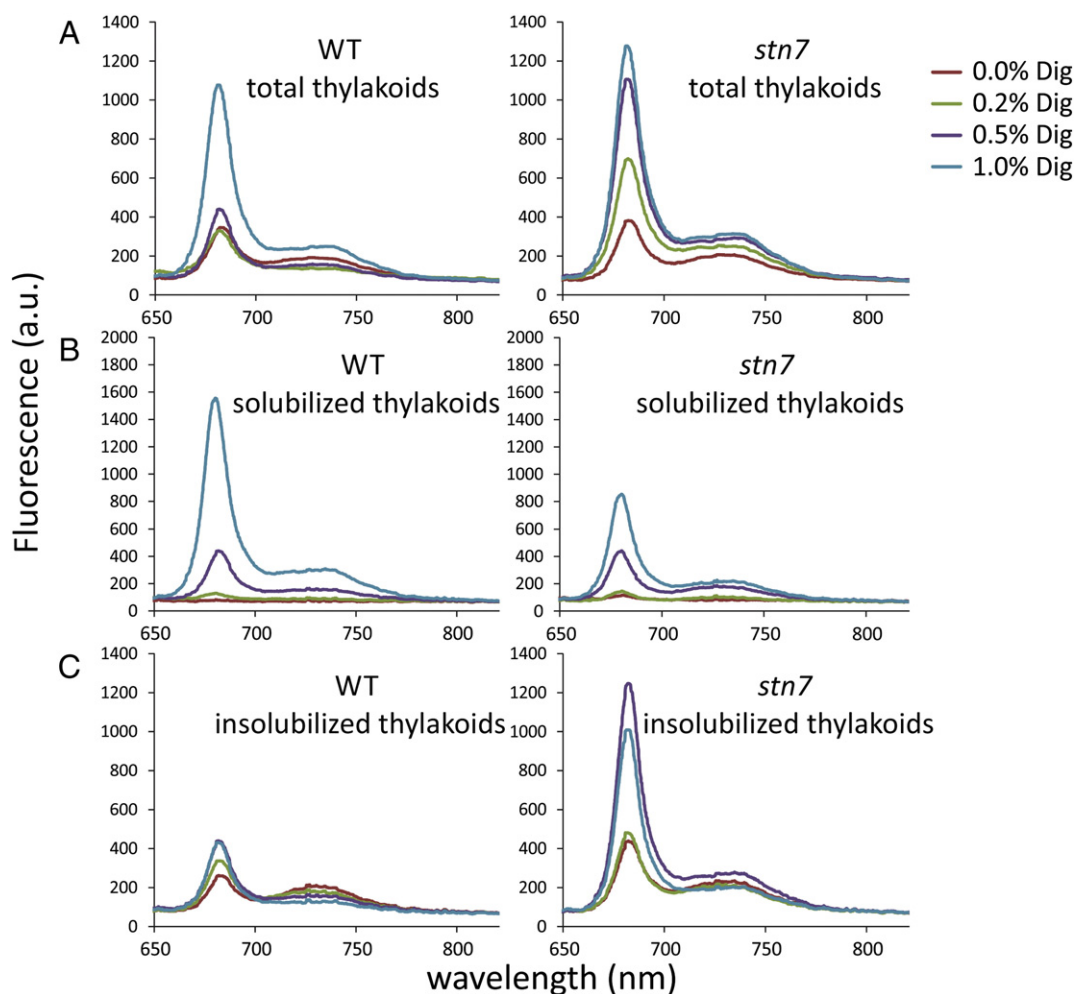 A
WT
total thylakoids
1400
1200
1000
800
600
400
200
0
650 700 750 800
stn7
total thylakoids
1400
1200
1000
800
600
400
200
0
650 700 750 800
0.0% Dig
0.2% Dig
0.5% Dig
1.0% Dig
Fluorescence (a.u.)
B
WT
solubilized thylakoids
2000
1800
1600
1400
1200
1000
800
600
400
200
0
650 700 750 800
stn7
solubilized thylakoids
2000
1800
1600
1400
1200
1000
800
600
400
200
0
650 700 750 800
C
WT
insolubilized thylakoids
1400
1200
1000
800
600
400
200
0
650 700 750 800
stn7
insolubilized thylakoids
1400
1200
1000
800
600
400
200
0
650 700 750 800
wavelength (nm)